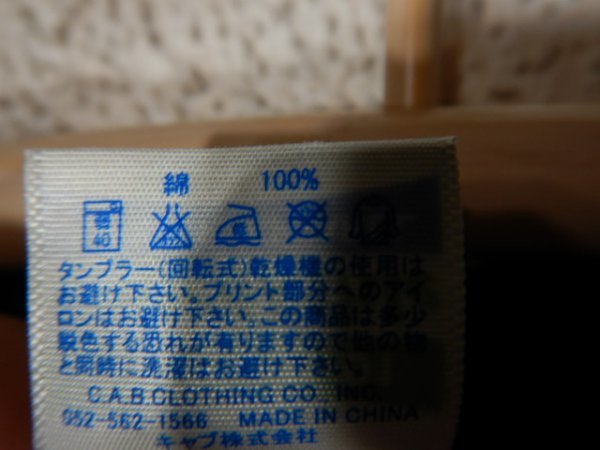 綿 100%
40
タンブラー(回転式)乾燥機の使用は
お避け下さい。プリント部分へのアイ
ロンはお避け下さい。この商品は多少
脱色する恐れが有りますので他の物
と同時に洗濯はお避け下さい。
C.A.B.CLOTHING CO., INC.
052-562-1566 MADE IN CHINA
キャブ株式会社